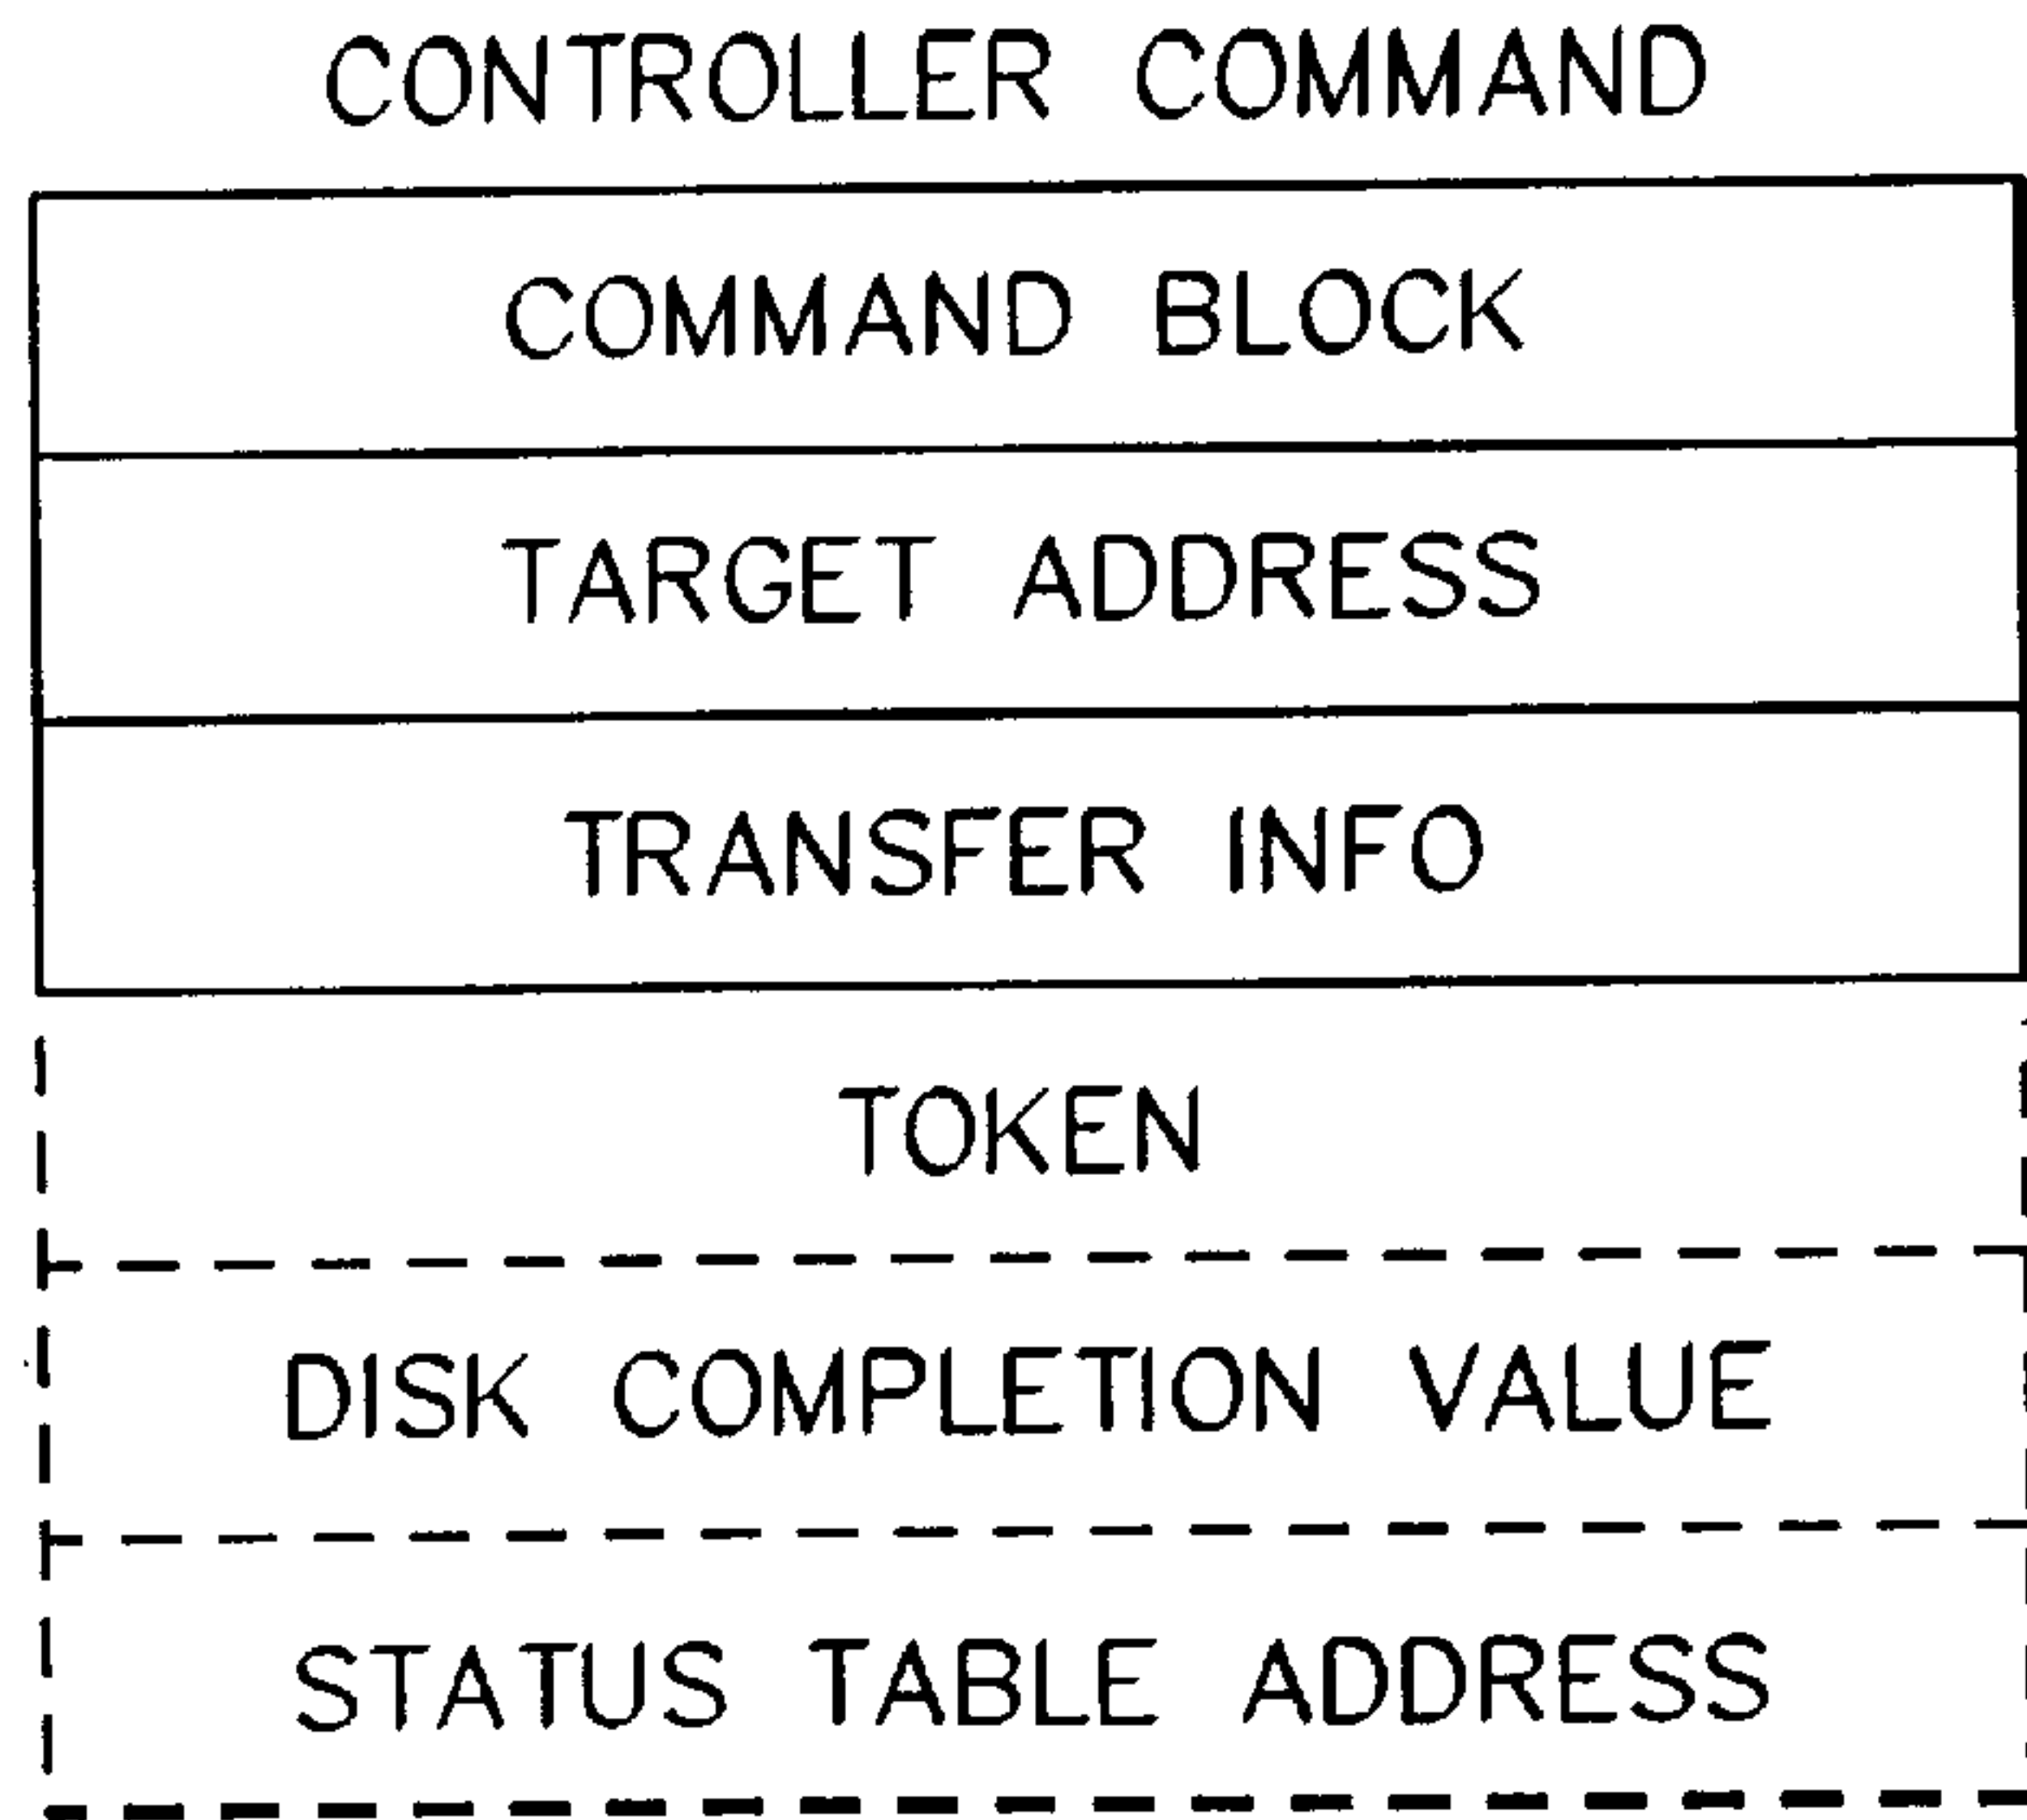 CONTROLLER COMMAND
COMMAND BLOCK
TARGET ADDRESS
TRANSFER INFO
TOKEN
DISK COMPLETION VALUE
STATUS TABLE ADDRESS